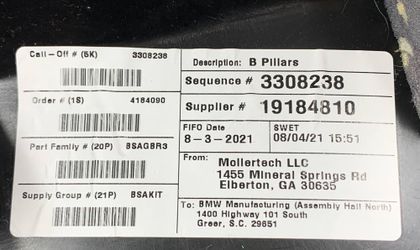 Call-Off # (5K) 3308238
Order # (1S) 4184090
Part Family # (20P) BSAGBR3
Supply Group # (21P) BSAKIT
Description: B Pillars
Sequence # 3308238
Supplier # 19184810
FIFO Date
8-3-2021
SWET
08/04/21 15:51
From: Mollertech LLC
1455 Mineral Springs Rd
Elberton, GA 30635
To: BMW Manufacturing (Assembly Hall North)
1400 Highway 101 South
Greer, S.C. 29651